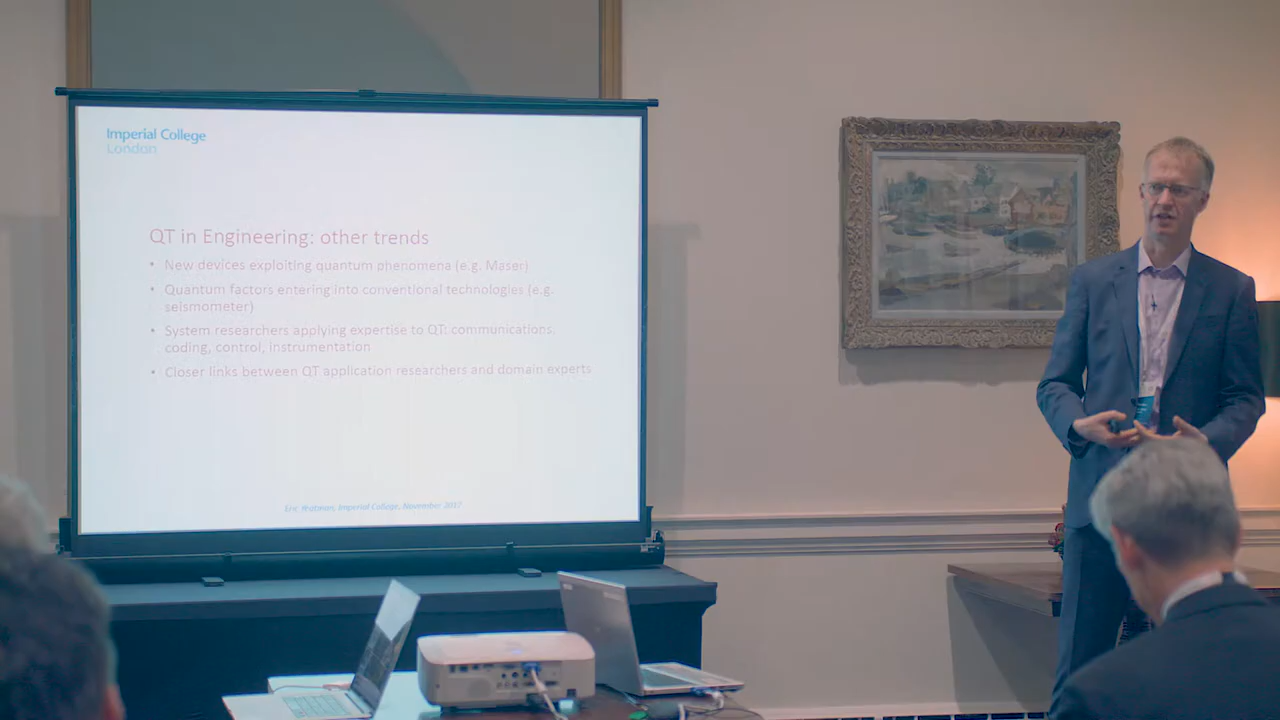 Imperial College
London
QT in Engineering: other trends
• New devices exploiting quantum phenomena (e.g. Maser)
• Quantum factors entering into conventional technologies (e.g.
seismometer)
• System researchers applying expertise to QT: communications,
coding, control, instrumentation
• Closer links between QT application researchers and domain experts
Eric Yeatman, Imperial College, November 2017